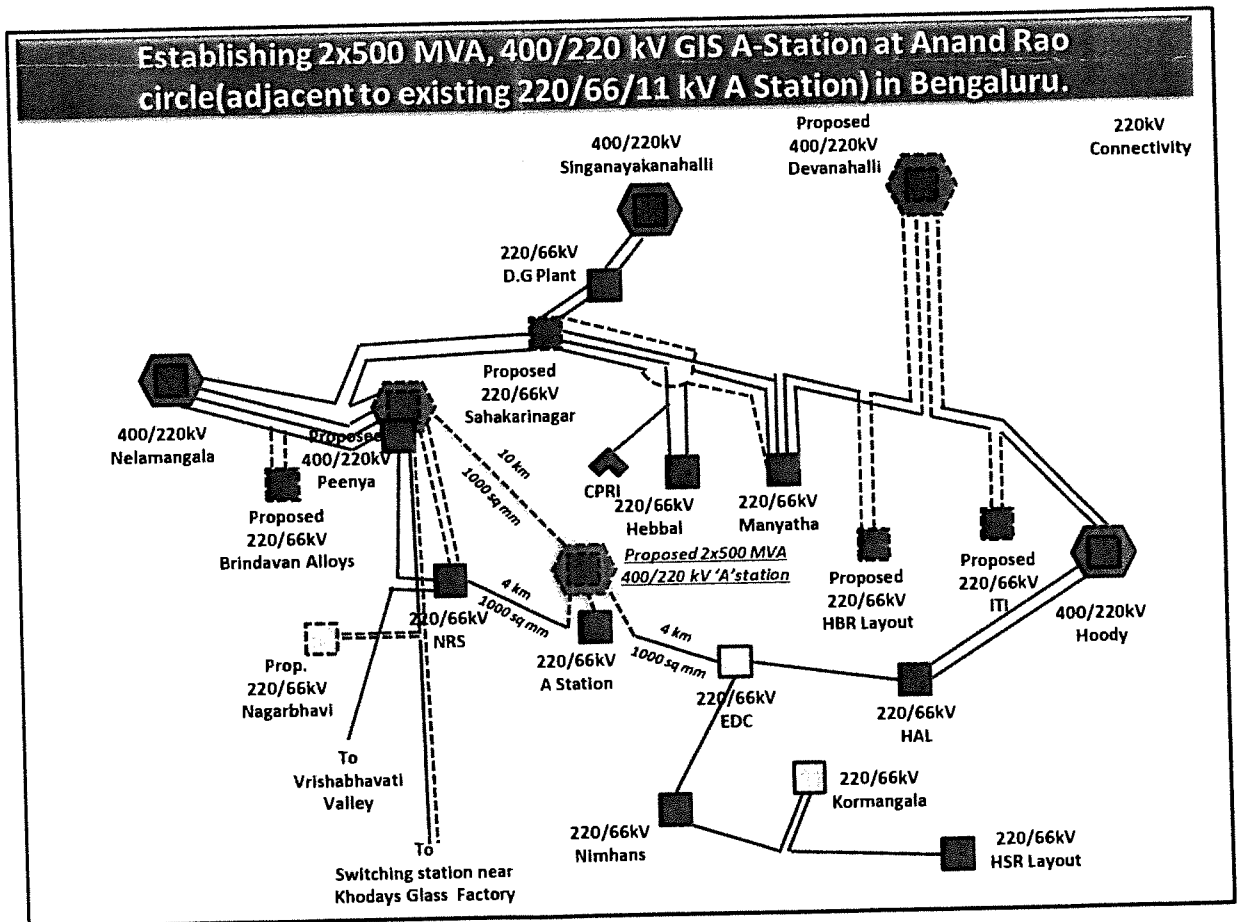 Establishing 2x500 MVA, 400/220 kV GIS A-Station at Anand Rao
circle(adjacent to existing 220/66/11 kV A Station) in Bengaluru.
400/220kV
Singanayakanahalli
Proposed
400/220kV
Devanahalli
220kV
Connectivity
220/66kV
D.G Plant
Proposed
220/66kV
Sahakarinagar
400/220kV
Nelamangala
Proposed
400/220kV
Peenya
Proposed
220/66kV
Brindavan Alloys
10 km
1000 sq mm
CPRI
220/66kV
Hebbal
220/66kV
Manyatha
Proposed 2x500 MVA
400/220 kV 'A'station
Proposed
220/66kV
HBR Layout
Proposed
220/66kV
ITI
400/220kV
Hoody
220/66kV
NRS
4 km
1000 sq mm
220/66kV
A Station
4 km
1000 sq mm
220/66kV
EDC
220/66kV
HAL
Prop.
220/66kV
Nagarbhavi
To
Vrishabhavati
Valley
220/66kV
Kormangala
220/66kV
Nimhans
220/66kV
HSR Layout
To
Switching station near
Khodays Glass Factory